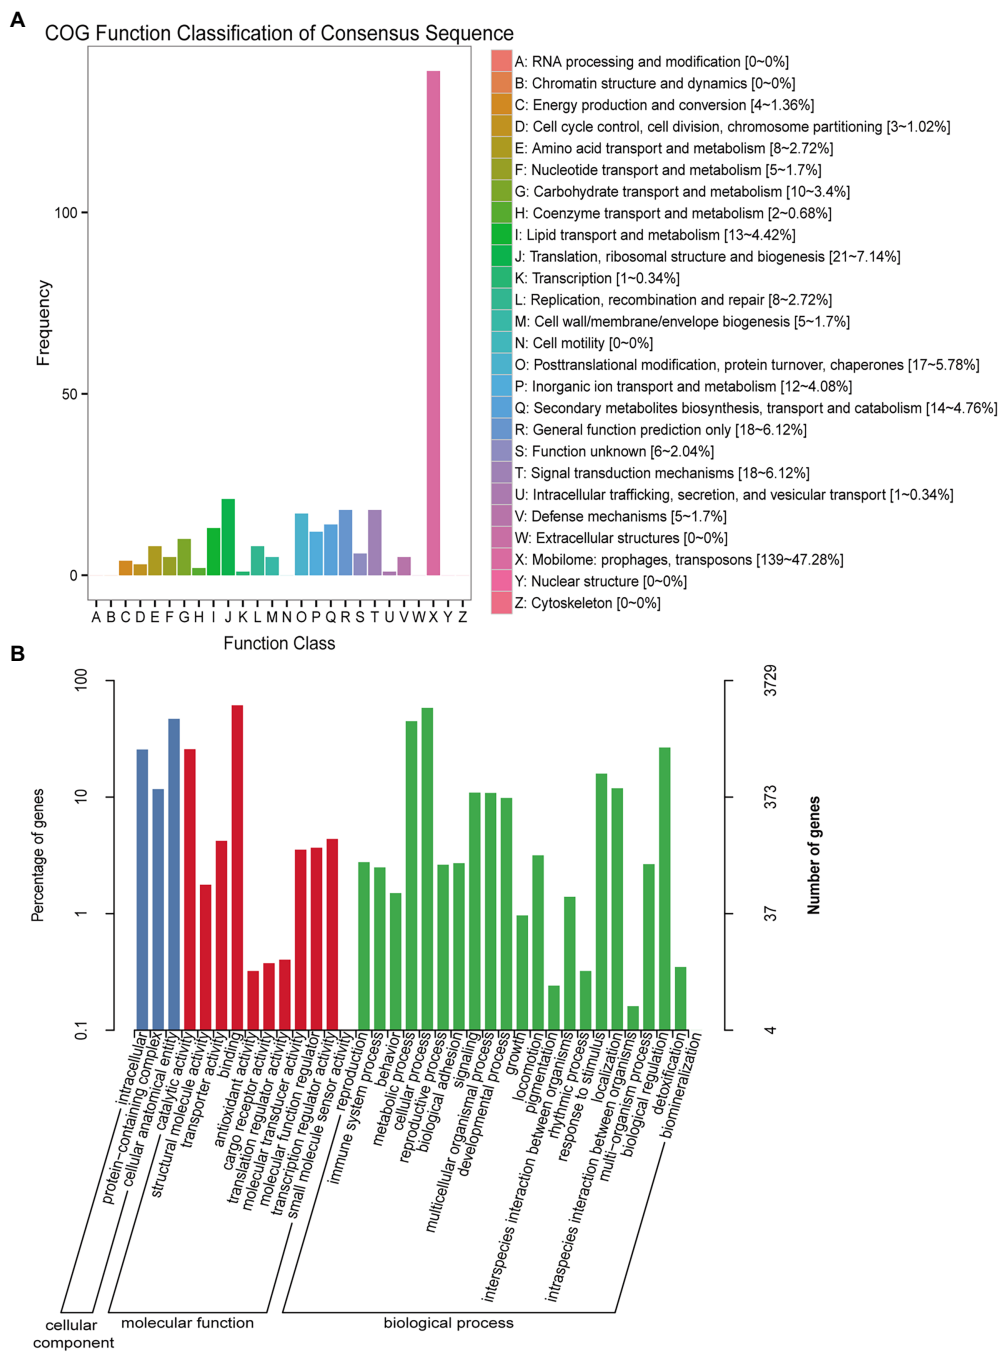 A
COG Function Classification of Consensus Sequence
Frequency
100
50
0
A B C D E F G H I J K L M N O P Q R S T U V W X Y Z
Function Class
A: RNA processing and modification [0~0%]
B: Chromatin structure and dynamics [0~0%]
C: Energy production and conversion [4~1.36%]
D: Cell cycle control, cell division, chromosome partitioning [3~1.02%]
E: Amino acid transport and metabolism [8~2.72%]
F: Nucleotide transport and metabolism [5~1.7%]
G: Carbohydrate transport and metabolism [10~3.4%]
H: Coenzyme transport and metabolism [2~0.68%]
I: Lipid transport and metabolism [13~4.42%]
J: Translation, ribosomal structure and biogenesis [21~7.14%]
K: Transcription [1~0.34%]
L: Replication, recombination and repair [8~2.72%]
M: Cell wall/membrane/envelope biogenesis [5~1.7%]
N: Cell motility [0~0%]
O: Posttranslational modification, protein turnover, chaperones [17~5.78%]
P: Inorganic ion transport and metabolism [12~4.08%]
Q: Secondary metabolites biosynthesis, transport and catabolism [14~4.76%]
R: General function prediction only [18~6.12%]
S: Function unknown [6~2.04%]
T: Signal transduction mechanisms [18~6.12%]
U: Intracellular trafficking, secretion, and vesicular transport [1~0.34%]
V: Defense mechanisms [5~1.7%]
W: Extracellular structures [0~0%]
X: Mobilome: prophages, transposons [139~47.28%]
Y: Nuclear structure [0~0%]
Z: Cytoskeleton [0~0%]
B
Percentage of genes
100
10
1
0.1
3729
373
37
4
Number of genes
intracellular
protein-containing complex
cellular anatomical entity
catalytic activity
structural molecule activity
transporter activity
binding
antioxidant activity
cargo receptor activity
translation regulator activity
molecular transducer activity
molecular function regulator
transcription regulator activity
small molecule sensor activity
reproduction
immune system process
behavior
metabolic process
cellular process
reproductive process
biological adhesion
signaling
multicellular organismal process
developmental process
growth
locomotion
pigmentation
interspecies interaction between organisms
rhythmic process
response to stimulus
localization
intraspecies interaction between organisms
multi-organism process
biological regulation
detoxification
biomineralization
cellular
component
molecular function
biological process